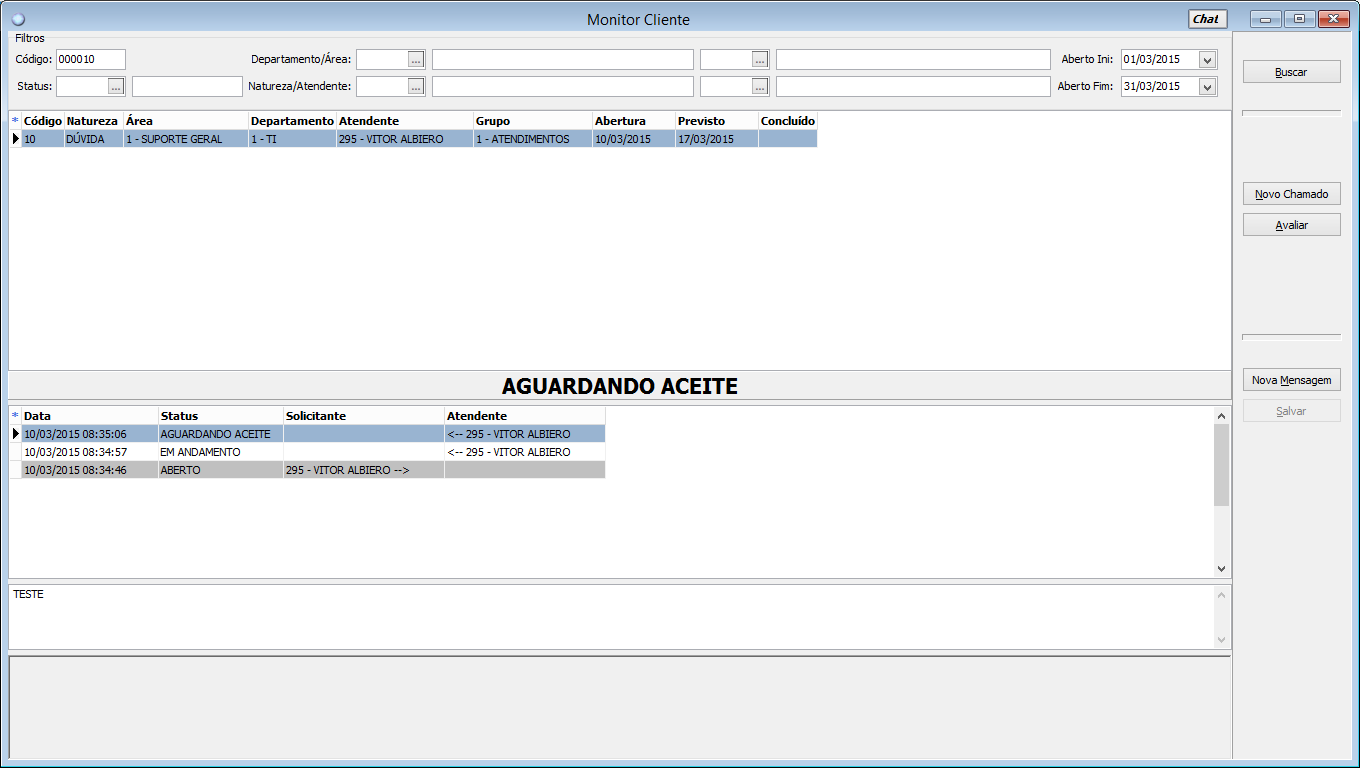 Monitor Cliente Chat
Filtros
Código: 000010 Departamento/Área: ... ... Aberto Ini: 01/03/2015
Buscar
Status: ... Natureza/Atendente: ... ... Aberto Fim: 31/03/2015
* Código Natureza Área Departamento Atendente Grupo Abertura Previsto Concluído
10 DÚVIDA 1 - SUPORTE GERAL 1 - TI 295 - VITOR ALBIERO 1 - ATENDIMENTOS 10/03/2015 17/03/2015
Novo Chamado
Avaliar
AGUARDANDO ACEITE
Nova Mensagem
Salvar
* Data Status Solicitante Atendente
10/03/2015 08:35:06 AGUARDANDO ACEITE <-- 295 - VITOR ALBIERO
10/03/2015 08:34:57 EM ANDAMENTO <-- 295 - VITOR ALBIERO
10/03/2015 08:34:46 ABERTO 295 - VITOR ALBIERO -->
TESTE